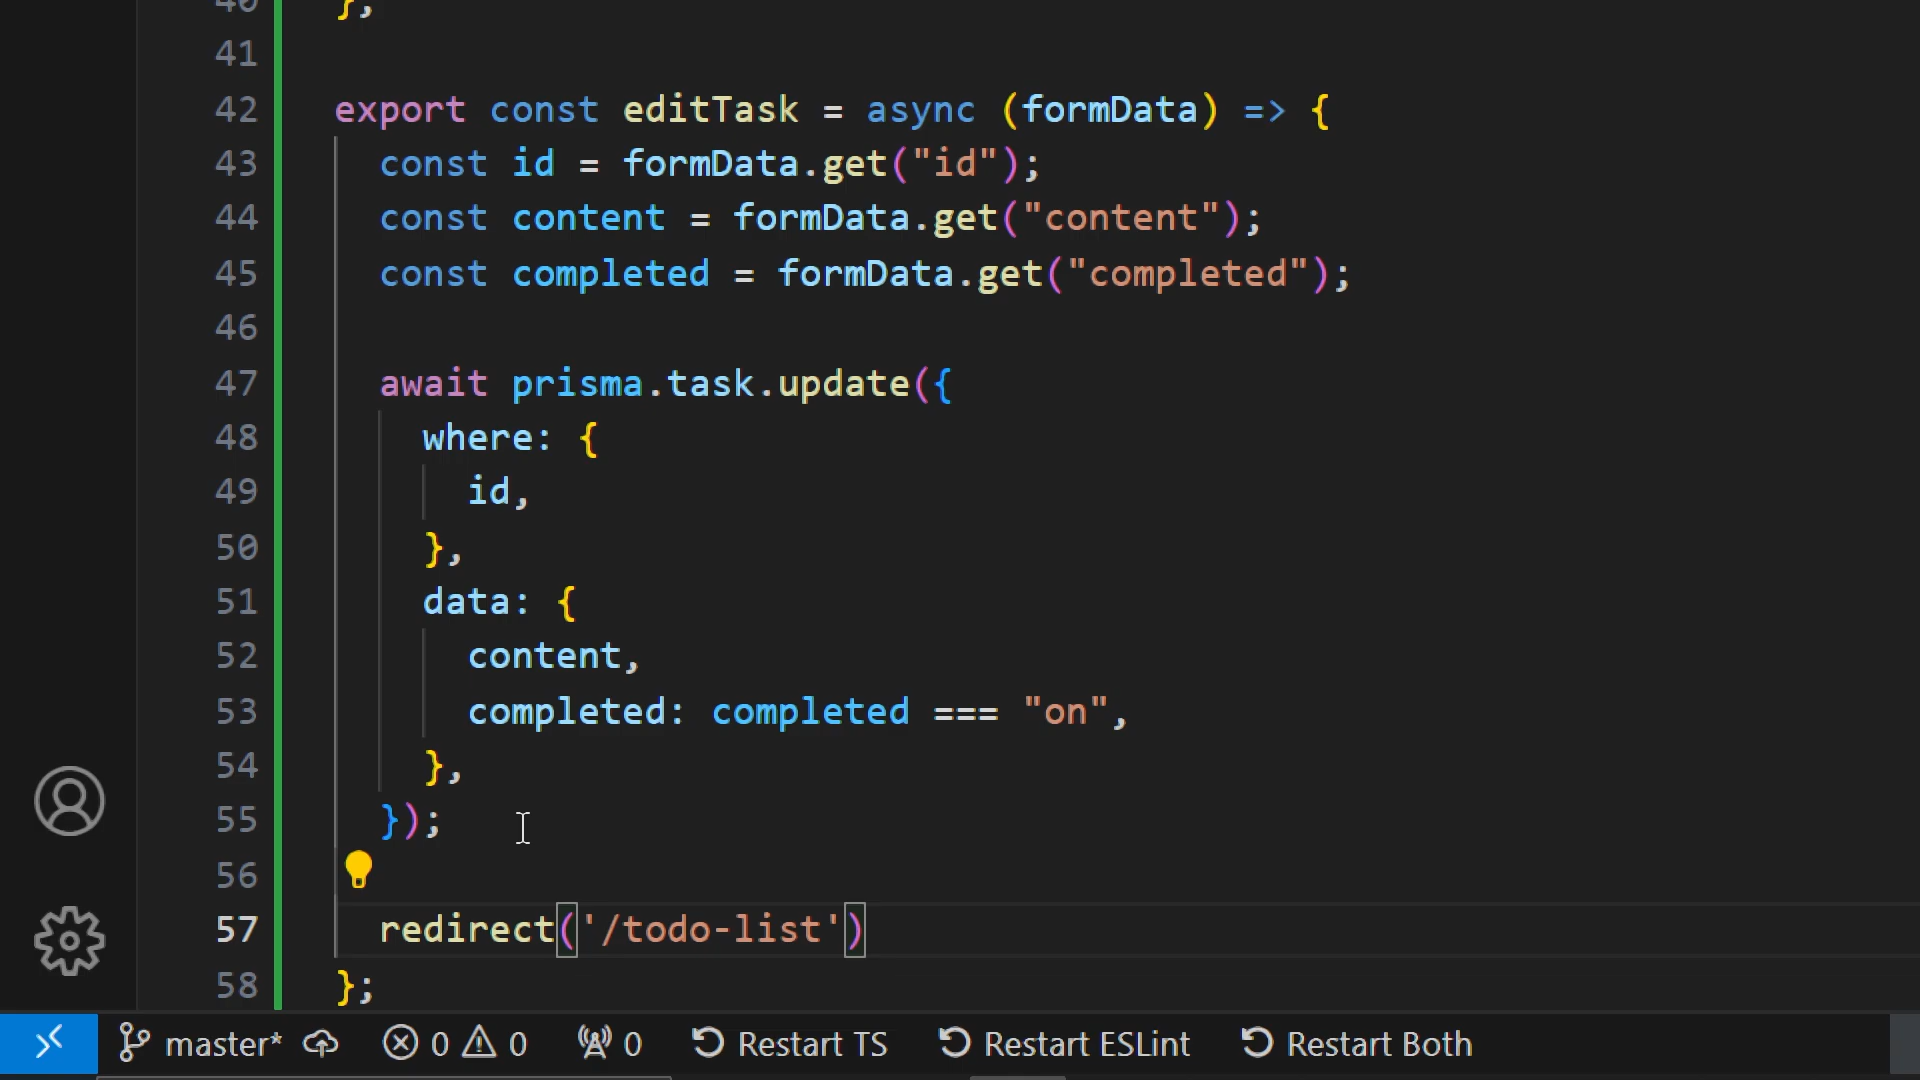 40 };
41
42 export const editTask = async (formData) => {
43 const id = formData.get("id");
44 const content = formData.get("content");
45 const completed = formData.get("completed");
46
47 await prisma.task.update({
48 where: {
49 id,
50 },
51 data: {
52 content,
53 completed: completed === "on",
54 },
55 });
56
57 redirect('/todo-list')
58 };
master* 0 0 0 Restart TS Restart ESLint Restart Both